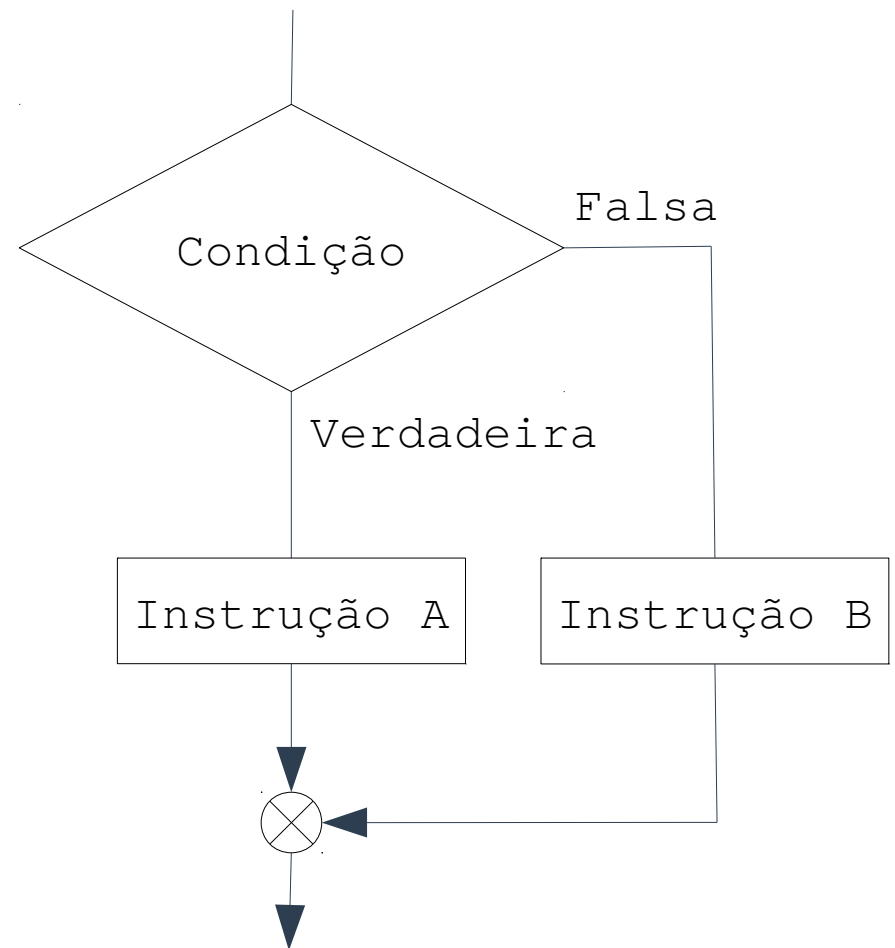 Falsa
Condição
Verdadeira
Instrução A
Instrução B